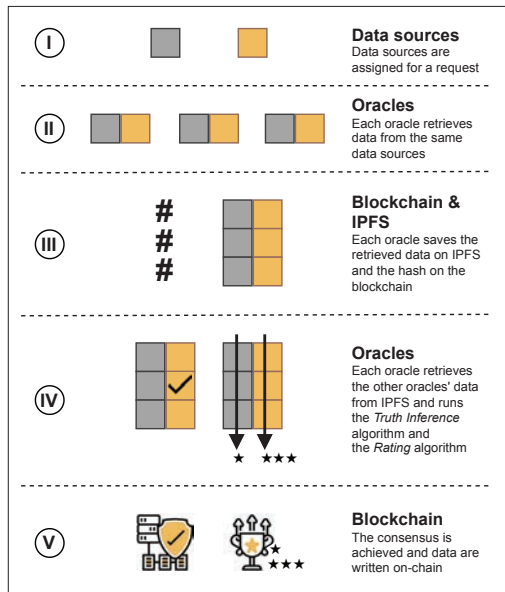 I
Data sources
Data sources are
assigned for a request
II
Oracles
Each oracle retrieves
data from the same
data sources
III
#
#
#
Blockchain &
IPFS
Each oracle saves the
retrieved data on IPFS
and the hash on the
blockchain
IV
Oracles
Each oracle retrieves
the other oracles' data
from IPFS and runs
the Truth Inference
algorithm and
the Rating algorithm
V
Blockchain
The consensus is
achieved and data are
written on-chain